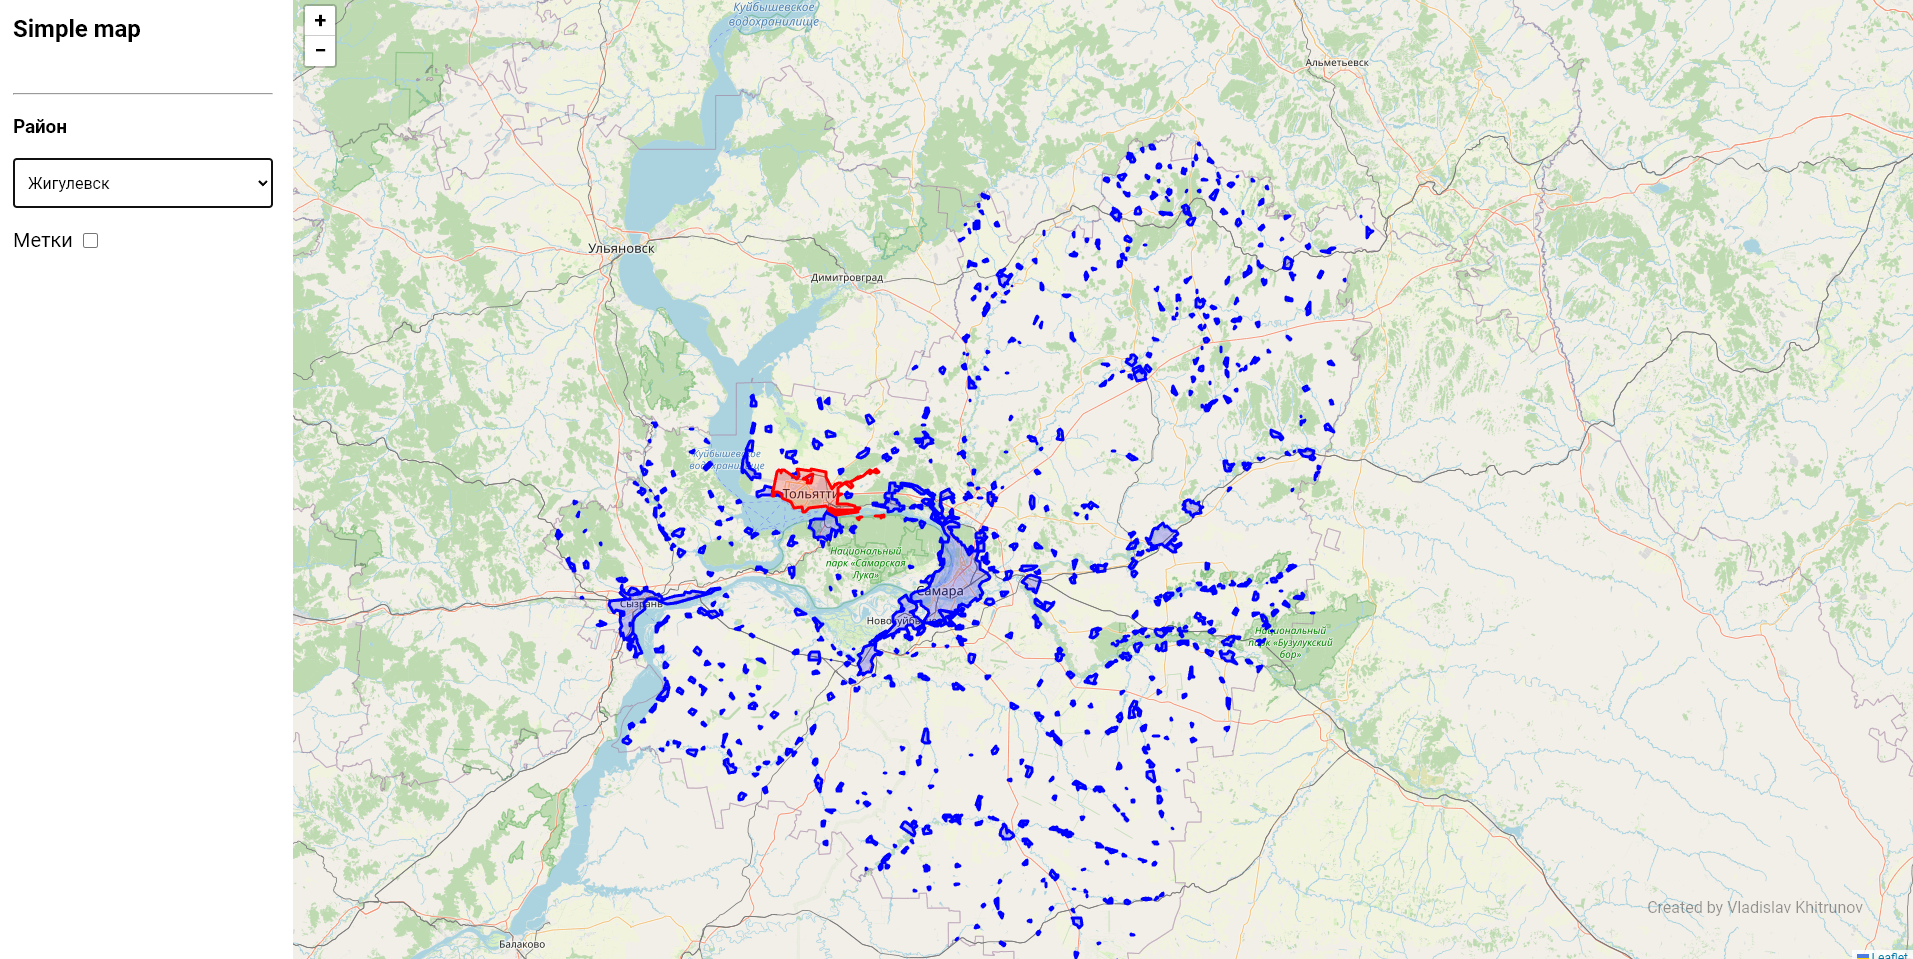 Simple map
Район
Жигулевск
Метки
+
−
Куйбышевское
водохранилище
Альметьевск
Ульяновск
Димитровград
Куйбышевское
водохранилище
Тольятти
Национальный
парк «Самарская
Лука»
Самара
Сызрань
Национальный
парк «Бузулукский
бор»
Балаково
Created by Vladislav Khitrunov
Leaflet